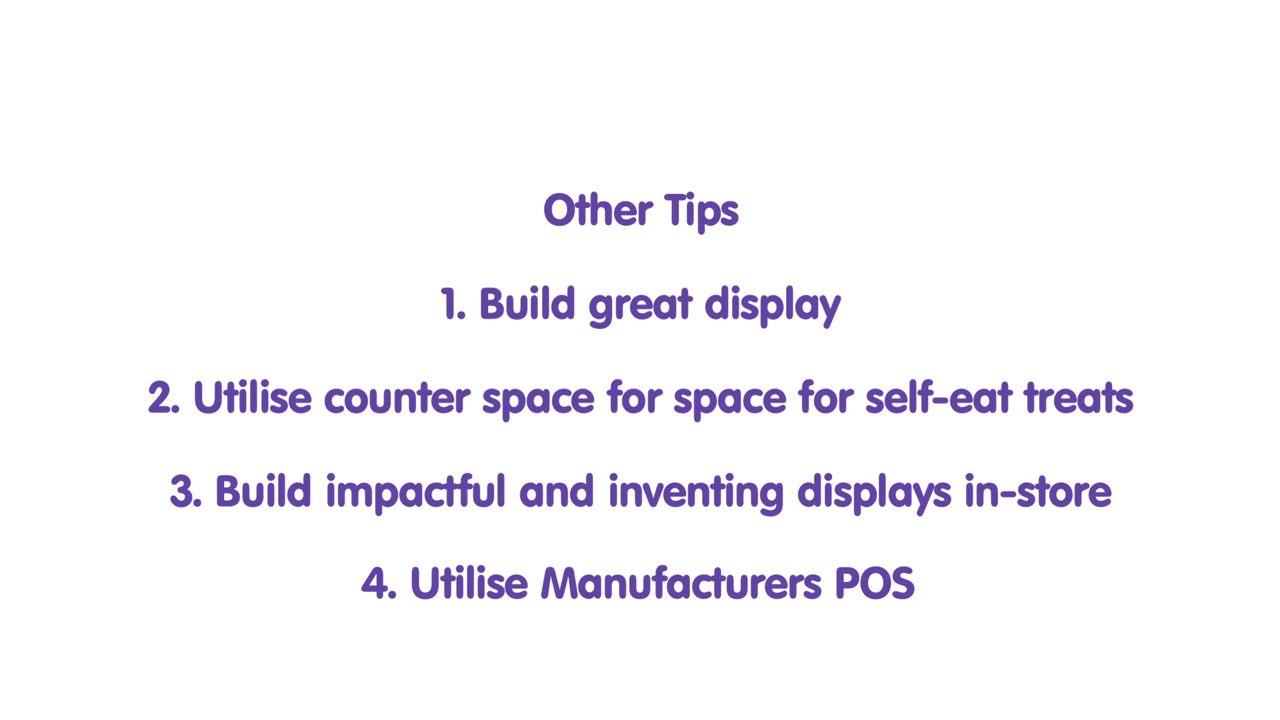 Other Tips
1. Build great display
2. Utilise counter space for space for self-eat treats
3. Build impactful and inventing displays in-store
4. Utilise Manufacturers POS